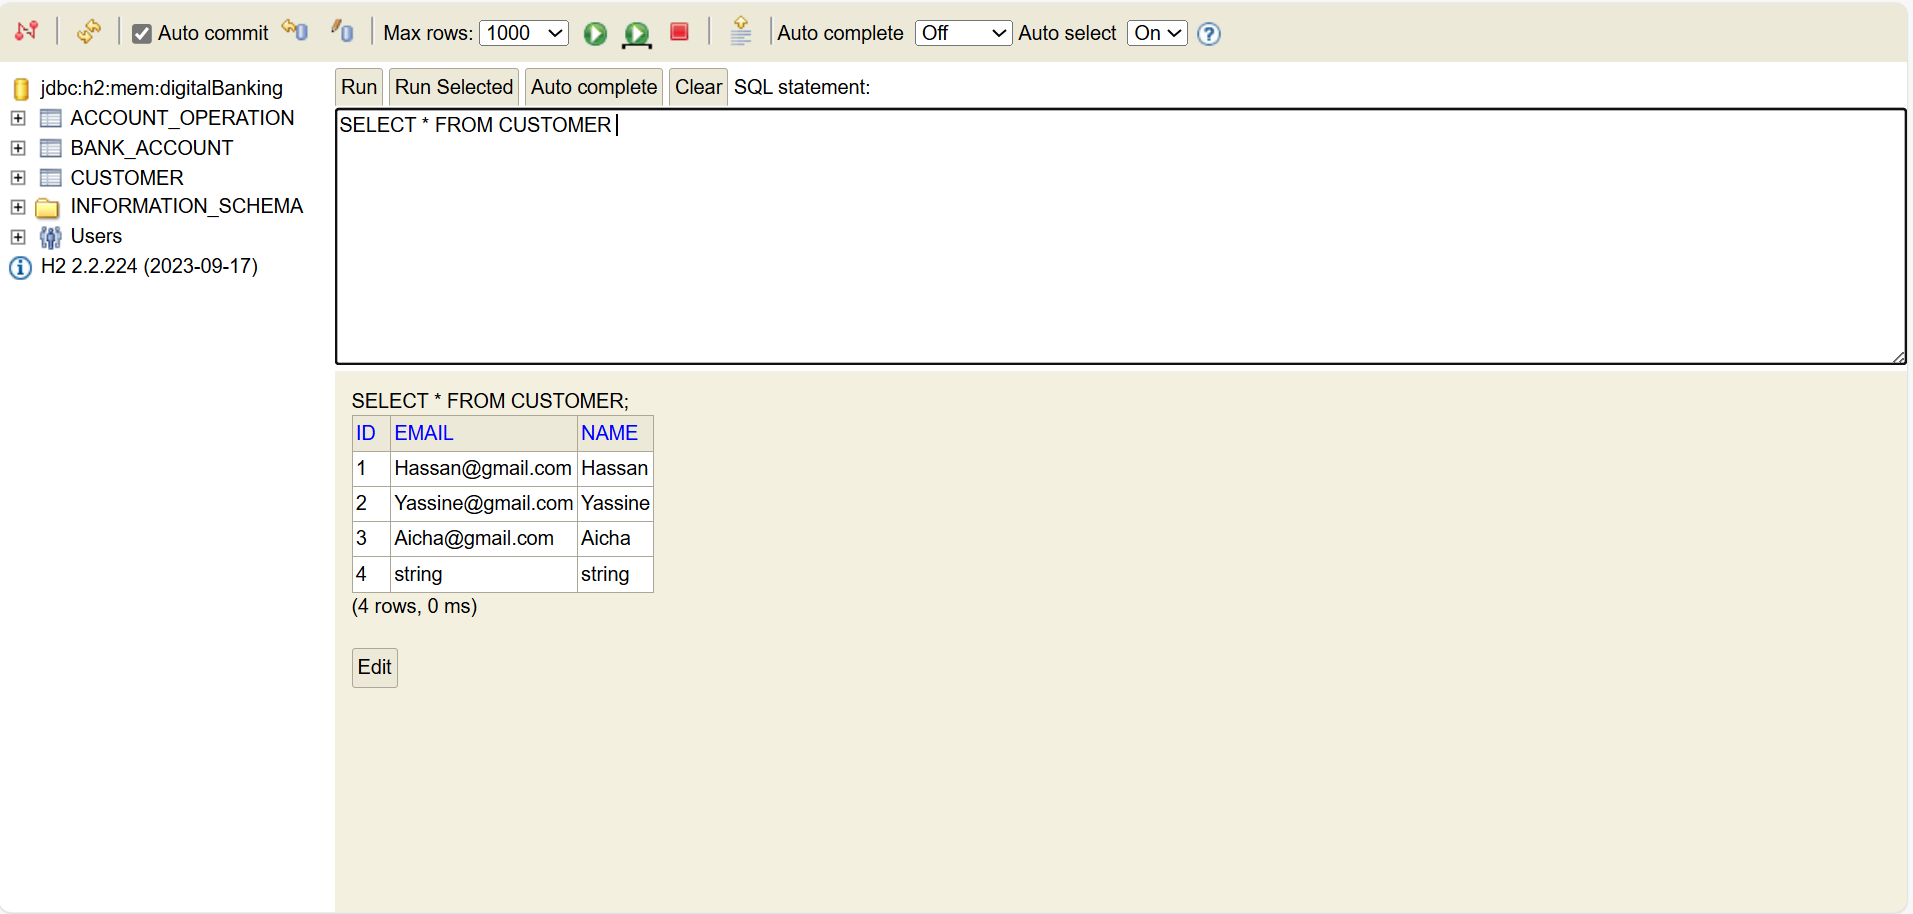 Auto commit Max rows: 1000 Auto complete Off Auto select On
jdbc:h2:mem:digitalBanking
ACCOUNT_OPERATION
BANK_ACCOUNT
CUSTOMER
INFORMATION_SCHEMA
Users
H2 2.2.224 (2023-09-17)
Run Run Selected Auto complete Clear SQL statement:
SELECT * FROM CUSTOMER
SELECT * FROM CUSTOMER;
ID EMAIL NAME
1 Hassan@gmail.com Hassan
2 Yassine@gmail.com Yassine
3 Aicha@gmail.com Aicha
4 string string
(4 rows, 0 ms)
Edit